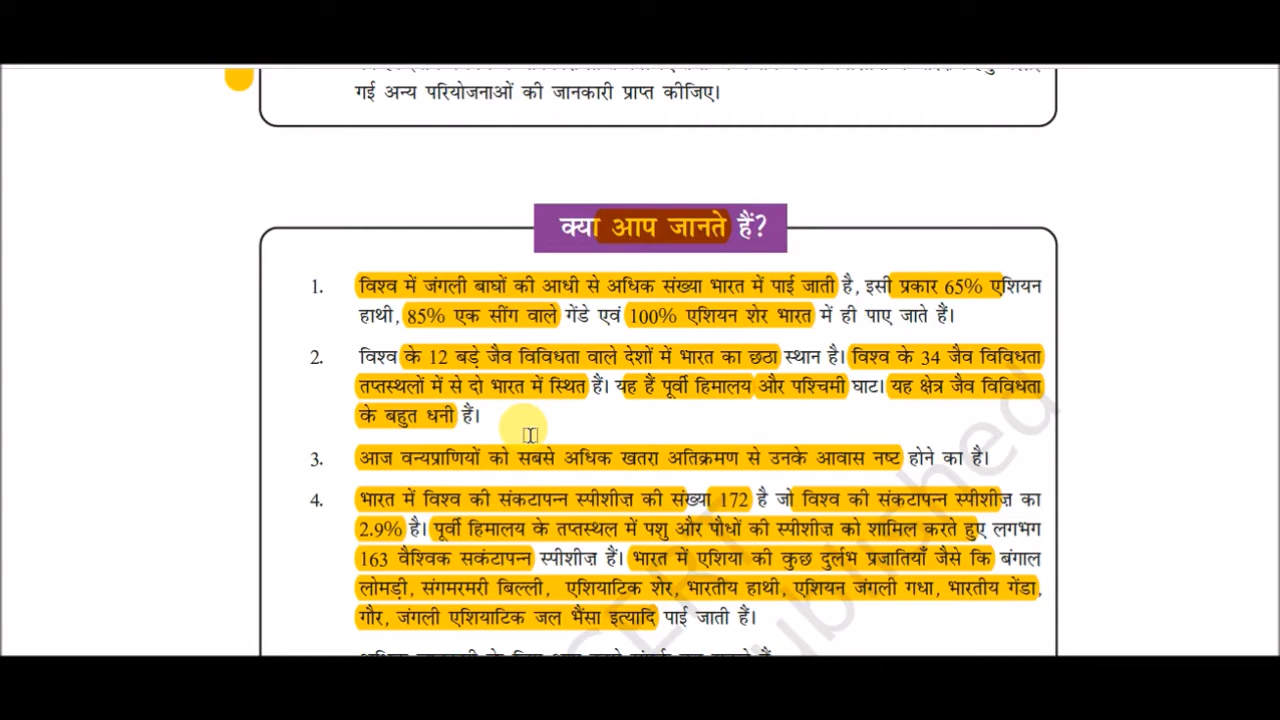 गई अन्य परियोजनाओं की जानकारी प्राप्त कीजिए।
क्या आप जानते हैं?
1. विश्व में जंगली बाघों की आधी से अधिक संख्या भारत में पाई जाती है, इसी प्रकार 65% एशियन
हाथी, 85% एक सींग वाले गेंडे एवं 100% एशियन शेर भारत में ही पाए जाते हैं।
2. विश्व के 12 बड़े जैव विविधता वाले देशों में भारत का छठा स्थान है। विश्व के 34 जैव विविधता
तप्तस्थलों में से दो भारत में स्थित हैं। यह हैं पूर्वी हिमालय और पश्चिमी घाट। यह क्षेत्र जैव विविधता
के बहुत धनी हैं।
3. आज वन्यप्राणियों को सबसे अधिक खतरा अतिक्रमण से उनके आवास नष्ट होने का है।
4. भारत में विश्व की संकटापन्न स्पीशीज़ की संख्या 172 है जो विश्व की संकटापन्न स्पीशीज़ का
2.9% है। पूर्वी हिमालय के तप्तस्थल में पशु और पौधों की स्पीशीज़ को शामिल करते हुए लगभग
163 वैश्विक सकंटापन्न स्पीशीज़ हैं। भारत में एशिया की कुछ दुर्लभ प्रजातियाँ जैसे कि बंगाल
लोमड़ी, संगमरमरी बिल्ली, एशियाटिक शेर, भारतीय हाथी, एशियन जंगली गधा, भारतीय गेंडा,
गौर, जंगली एशियाटिक जल भैंसा इत्यादि पाई जाती हैं।